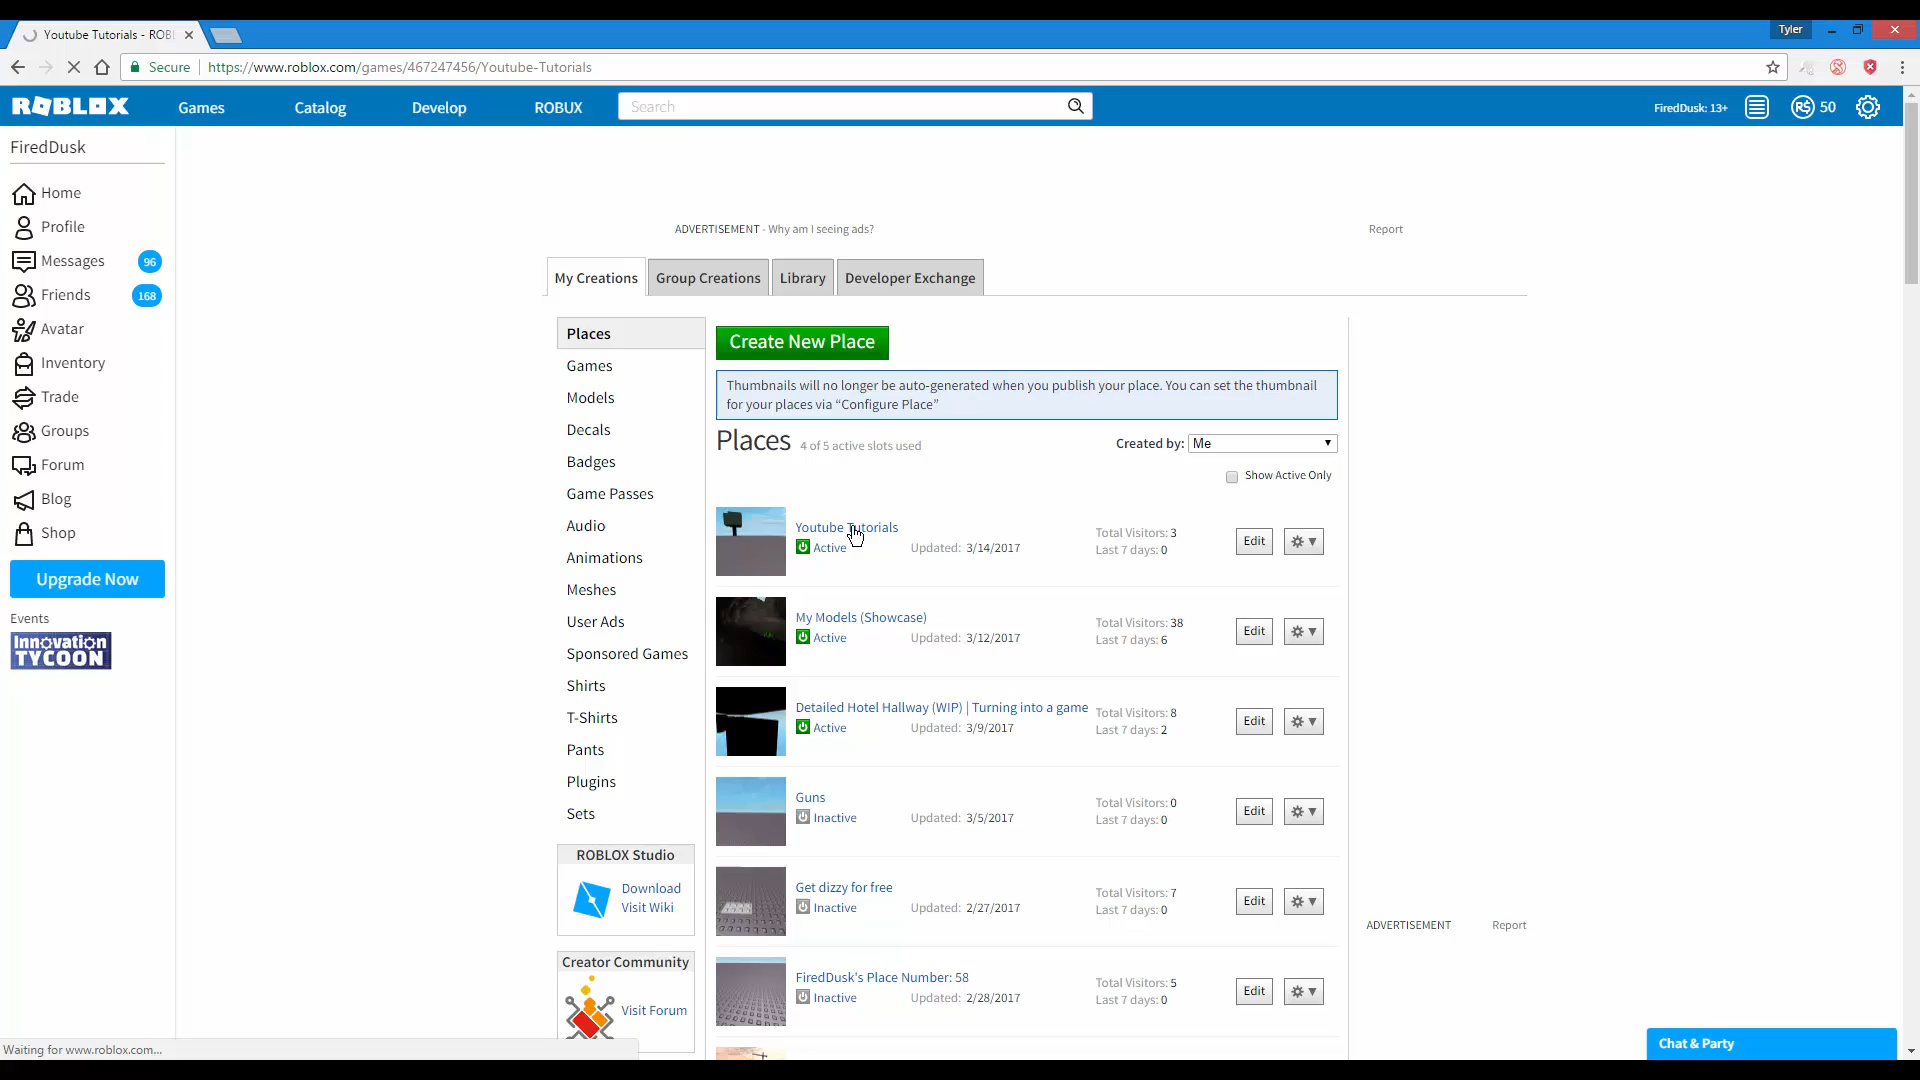 Youtube Tutorials - ROBL
Tyler
Secure https://www.roblox.com/games/467247456/Youtube-Tutorials
ROBLOX Games Catalog Develop ROBUX Search FiredDusk: 13+ R$ 50
FiredDusk
Home
Profile
Messages 96
Friends 168
Avatar
Inventory
Trade
Groups
Forum
Blog
Shop
Upgrade Now
Events
Innovation
TYCOON
ADVERTISEMENT - Why am I seeing ads? Report
My Creations Group Creations Library Developer Exchange
Places
Games
Models
Decals
Badges
Game Passes
Audio
Animations
Meshes
User Ads
Sponsored Games
Shirts
T-Shirts
Pants
Plugins
Sets
ROBLOX Studio
Download
Visit Wiki
Creator Community
Visit Forum
Create New Place
Thumbnails will no longer be auto-generated when you publish your place. You can set the thumbnail
for your places via “Configure Place”
Places 4 of 5 active slots used Created by: Me
Show Active Only
Youtube Tutorials
Active Updated: 3/14/2017
Total Visitors: 3
Last 7 days: 0
Edit
My Models (Showcase)
Active Updated: 3/12/2017
Total Visitors: 38
Last 7 days: 6
Edit
Detailed Hotel Hallway (WIP) | Turning into a game
Active Updated: 3/9/2017
Total Visitors: 8
Last 7 days: 2
Edit
Guns
Inactive Updated: 3/5/2017
Total Visitors: 0
Last 7 days: 0
Edit
Get dizzy for free
Inactive Updated: 2/27/2017
Total Visitors: 7
Last 7 days: 0
Edit
FiredDusk's Place Number: 58
Inactive Updated: 2/28/2017
Total Visitors: 5
Last 7 days: 0
Edit
ADVERTISEMENT Report
Waiting for www.roblox.com...
Chat & Party